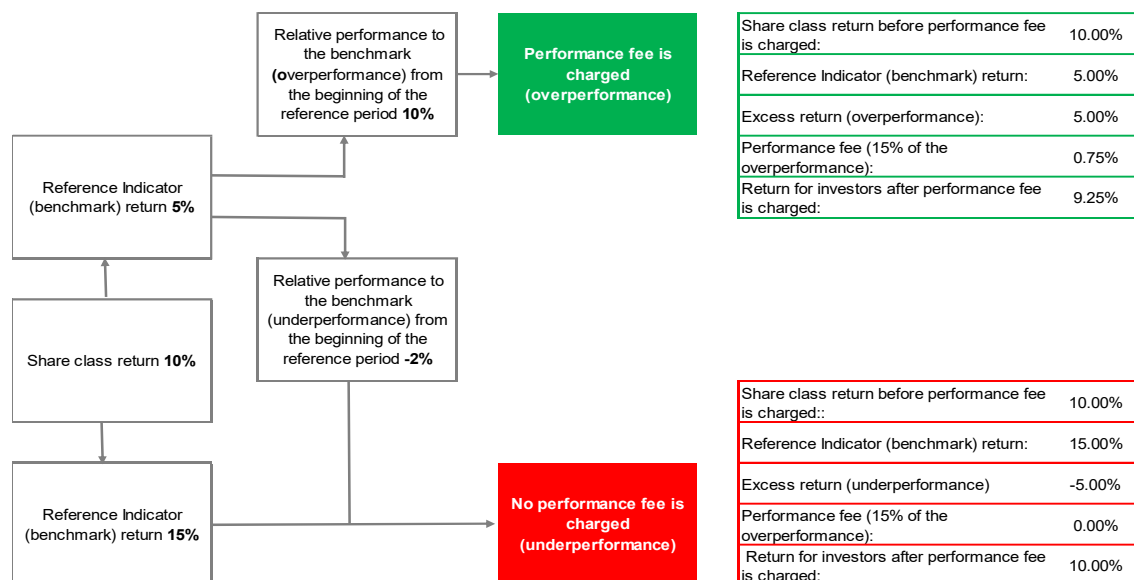 Relative performance to
the benchmark
(overperformance) from
the beginning of the
reference period 10%
Performance fee is
charged
(overperformance)
Reference Indicator
(benchmark) return 5%
Relative performance to
the benchmark
(underperformance) from
the beginning of the
reference period -2%
Share class return 10%
Reference Indicator
(benchmark) return 15%
No performance fee is
charged
(underperformance)
Share class return before performance fee
is charged:
10.00%
Reference Indicator (benchmark) return:
5.00%
Excess return (overperformance):
5.00%
Performance fee (15% of the
overperformance):
0.75%
Return for investors after performance fee
is charged:
9.25%
Share class return before performance fee
is charged::
10.00%
Reference Indicator (benchmark) return:
15.00%
Excess return (underperformance)
-5.00%
Performance fee (15% of the
overperformance):
0.00%
Return for investors after performance fee
is charged:
10.00%